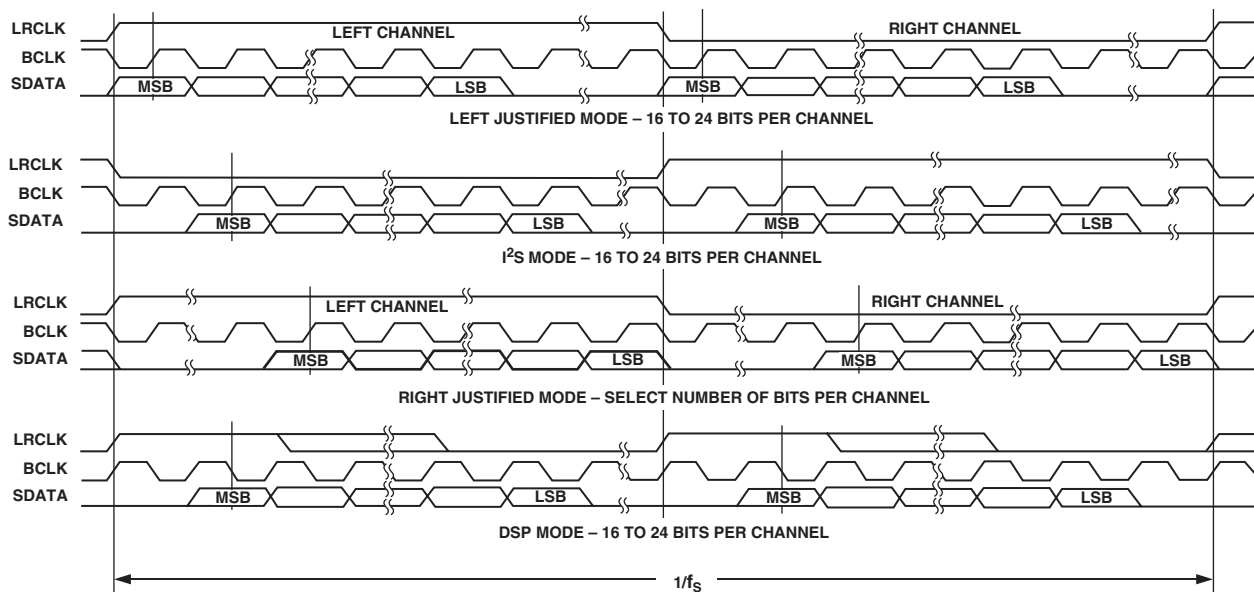 LRCLK
LEFT CHANNEL
RIGHT CHANNEL
BCLK
SDATA
MSB
LSB
MSB
LSB
LEFT JUSTIFIED MODE – 16 TO 24 BITS PER CHANNEL
LRCLK
BCLK
SDATA
MSB
LSB
MSB
LSB
I²S MODE – 16 TO 24 BITS PER CHANNEL
LRCLK
LEFT CHANNEL
RIGHT CHANNEL
BCLK
SDATA
MSB
LSB
MSB
LSB
RIGHT JUSTIFIED MODE – SELECT NUMBER OF BITS PER CHANNEL
LRCLK
BCLK
SDATA
MSB
LSB
MSB
LSB
DSP MODE – 16 TO 24 BITS PER CHANNEL
1/fS